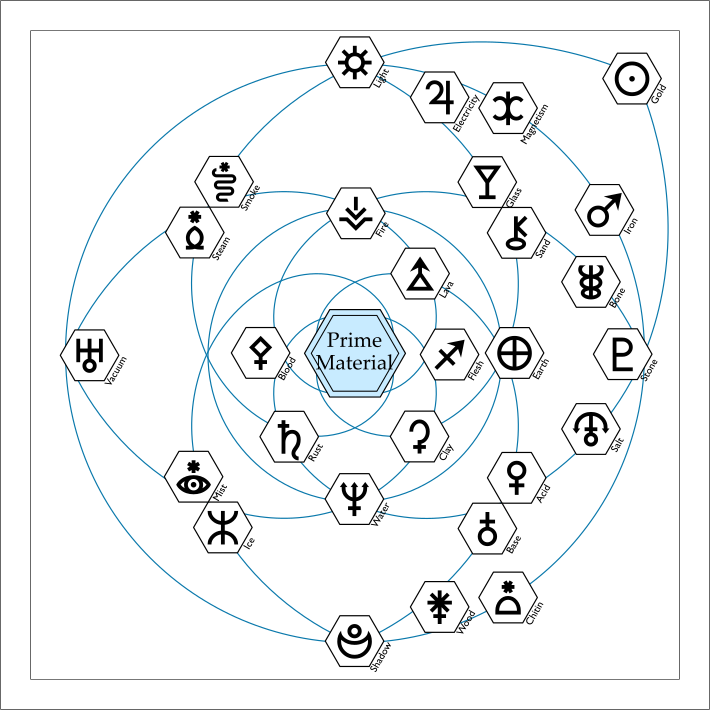 Light
Gold
Electricity
Magnetism
Smoke
Glass
Iron
Steam
Fire
Sand
Lava
Bone
Prime
Material
Vacuum
Blood
Flesh
Earth
Stone
Rust
Clay
Salt
Mist
Water
Acid
Ice
Base
Wood
Chitin
Shadow